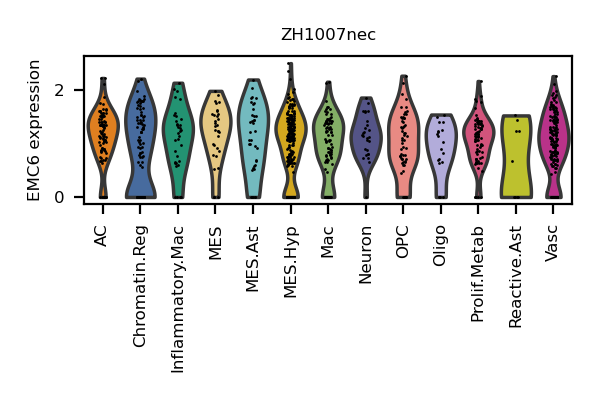 ZH1007nec
EMC6 expression
2
0
AC
Chromatin.Reg
Inflammatory.Mac
MES
MES.Ast
MES.Hyp
Mac
Neuron
OPC
Oligo
Prolif.Metab
Reactive.Ast
Vasc